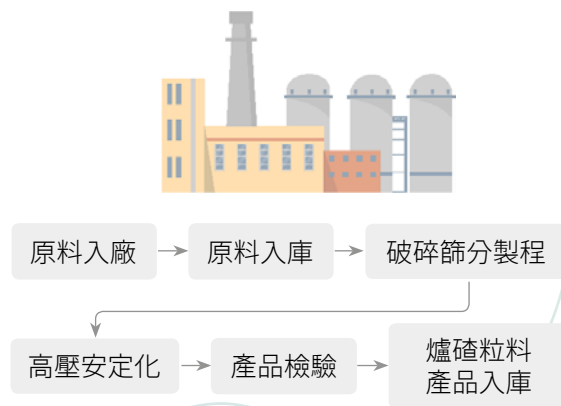 原料入廠
原料入庫
破碎篩分製程
高壓安定化
產品檢驗
爐碴粒料
產品入庫